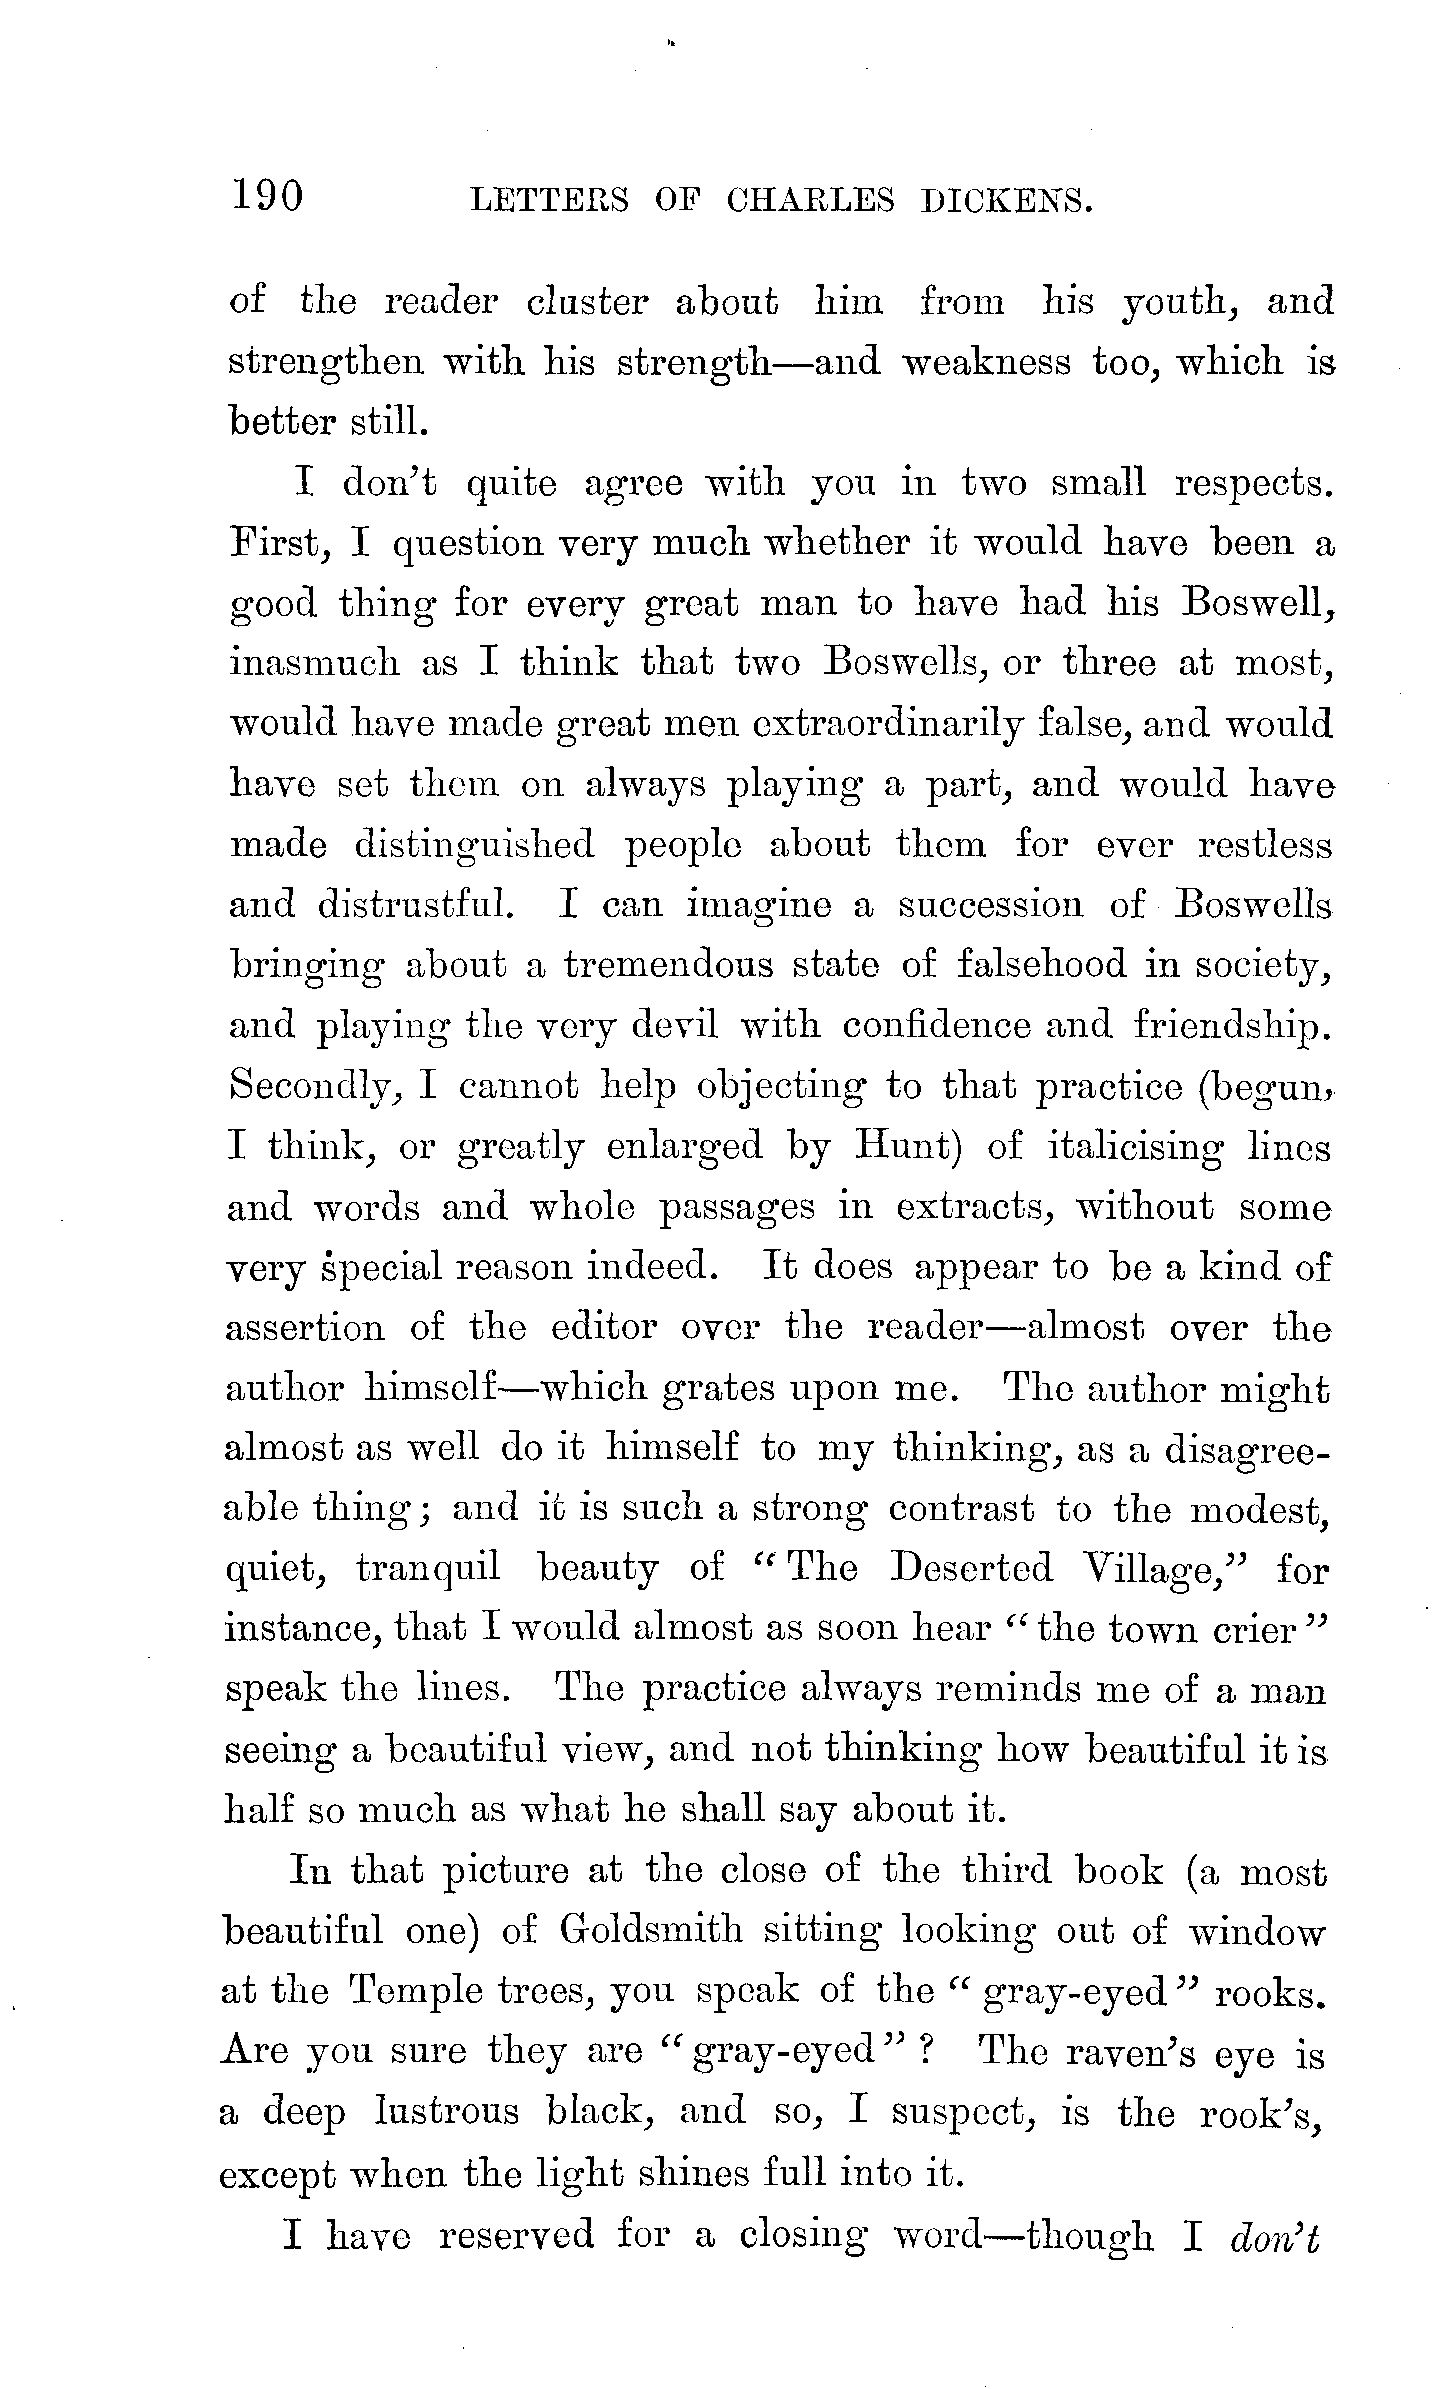 190 LETTERS OF CHARLES DICKENS.
of the reader cluster about him from his youth, and
strengthen with his strength—and weakness too, which is
better still.
I don't quite agree with you in two small respects.
First, I question very much whether it would have been a
good thing for every great man to have had his Boswell,
inasmuch as I think that two Boswells, or three at most,
would have made great men extraordinarily false, and would
have set them on always playing a part, and would have
made distinguished people about them for ever restless
and distrustful. I can imagine a succession of Boswells
bringing about a tremendous state of falsehood in society,
and playing the very devil with confidence and friendship.
Secondly, I cannot help objecting to that practice (begun,
I think, or greatly enlarged by Hunt) of italicising lines
and words and whole passages in extracts, without some
very special reason indeed. It does appear to be a kind of
assertion of the editor over the reader—almost over the
author himself—which grates upon me. The author might
almost as well do it himself to my thinking, as a disagree-
able thing; and it is such a strong contrast to the modest,
quiet, tranquil beauty of "The Deserted Village," for
instance, that I would almost as soon hear "the town crier"
speak the lines. The practice always reminds me of a man
seeing a beautiful view, and not thinking how beautiful it is
half so much as what he shall say about it.
In that picture at the close of the third book (a most
beautiful one) of Goldsmith sitting looking out of window
at the Temple trees, you speak of the "gray-eyed" rooks.
Are you sure they are "gray-eyed"? The raven's eye is
a deep lustrous black, and so, I suspect, is the rook's,
except when the light shines full into it.
I have reserved for a closing word—though I don't